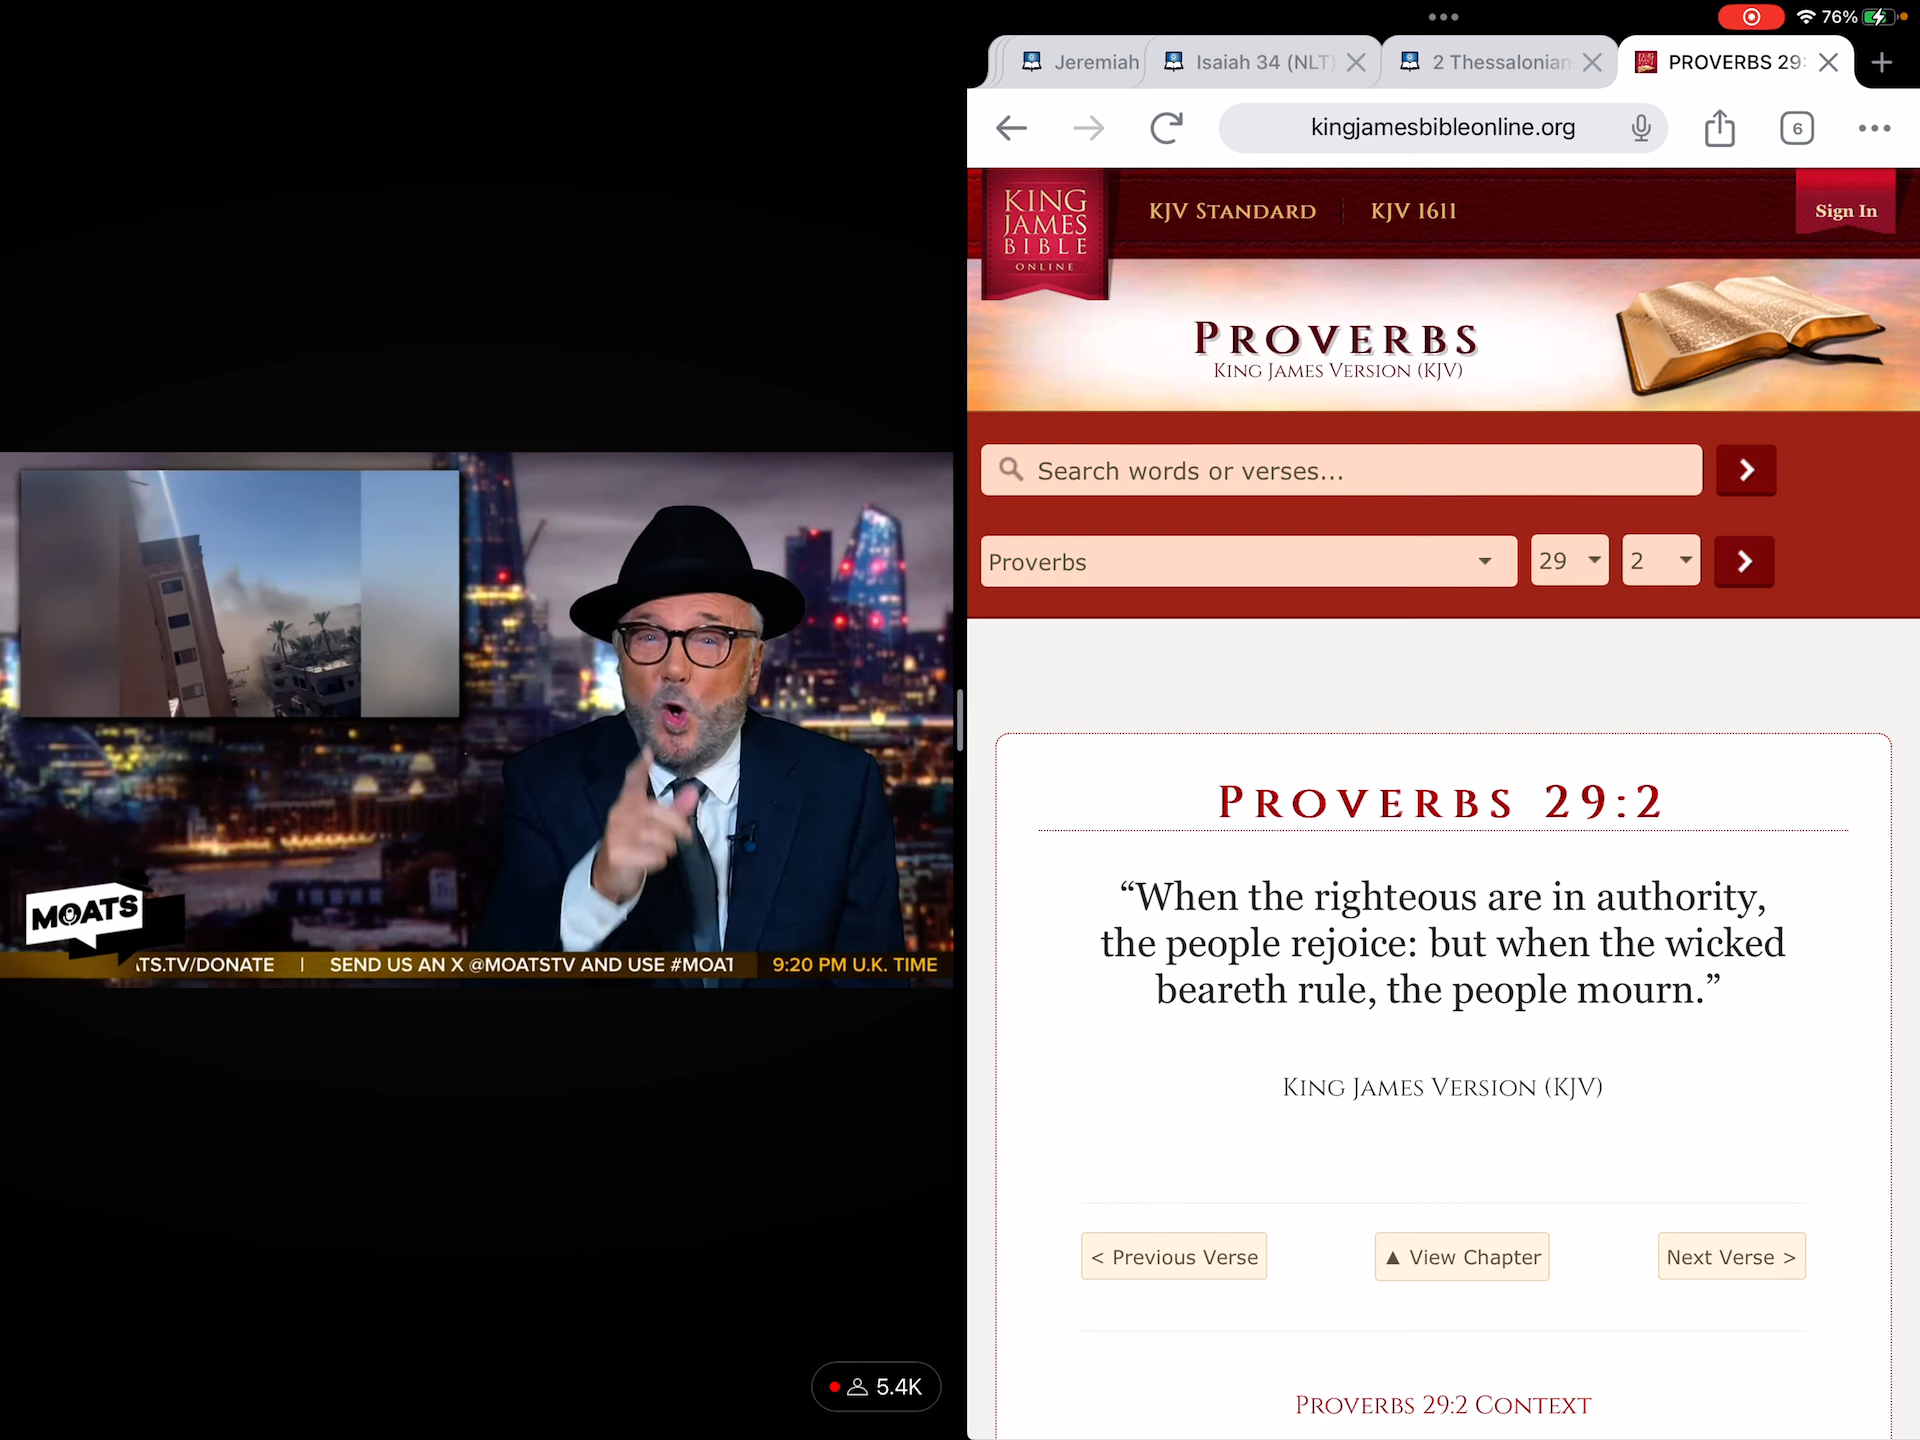 76%
Jeremiah
Isaiah 34 (NLT)
2 Thessalonian
PROVERBS 29:
kingjamesbibleonline.org
6
KING
JAMES
BIBLE
ONLINE
KJV STANDARD
KJV 1611
Sign In
PROVERBS
KING JAMES VERSION (KJV)
Search words or verses...
Proverbs
29
2
PROVERBS 29:2
“When the righteous are in authority,
the people rejoice: but when the wicked
beareth rule, the people mourn.”
KING JAMES VERSION (KJV)
< Previous Verse
▲ View Chapter
Next Verse >
PROVERBS 29:2 CONTEXT
MOATS
TS.TV/DONATE | SEND US AN X @MOATSTV AND USE #MOAT
9:20 PM U.K. TIME
5.4K